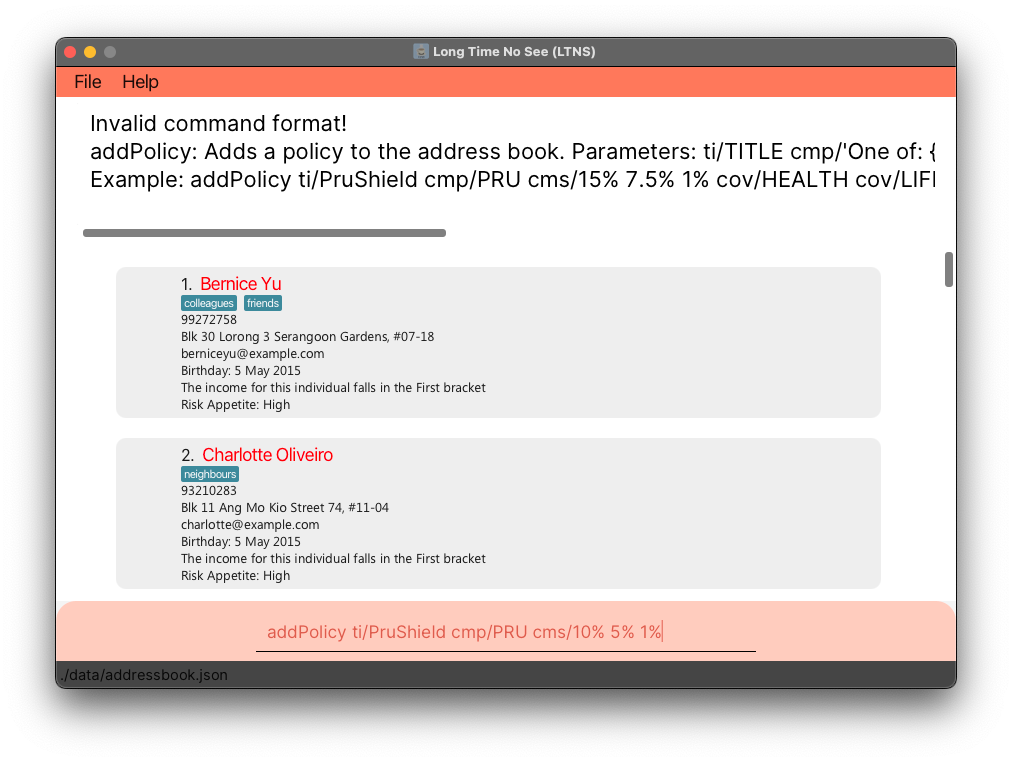 Long Time No See (LTNS)
File Help
Invalid command format!
addPolicy: Adds a policy to the address book. Parameters: ti/TITLE cmp/'One of: {
Example: addPolicy ti/PruShield cmp/PRU cms/15% 7.5% 1% cov/HEALTH cov/LIF
1. Bernice Yu
colleagues friends
99272758
Blk 30 Lorong 3 Serangoon Gardens, #07-18
berniceyu@example.com
Birthday: 5 May 2015
The income for this individual falls in the First bracket
Risk Appetite: High
2. Charlotte Oliveiro
neighbours
93210283
Blk 11 Ang Mo Kio Street 74, #11-04
charlotte@example.com
Birthday: 5 May 2015
The income for this individual falls in the First bracket
Risk Appetite: High
addPolicy ti/PruShield cmp/PRU cms/10% 5% 1%
./data/addressbook.json